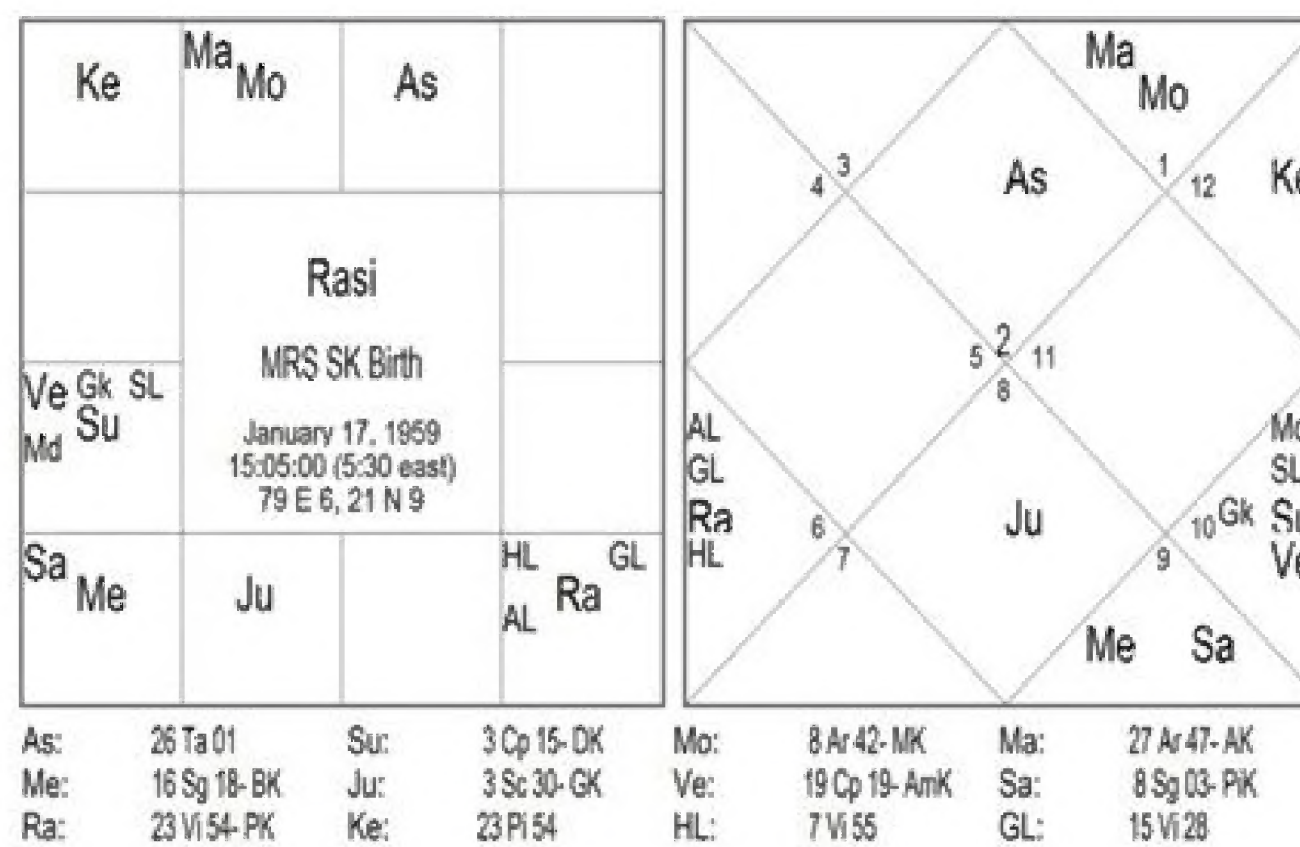 Ke
Ma
Mo
As
Rasi
MRS SK Birth
January 17, 1959
15:05:00 (5:30 east)
79 E 6, 21 N 9
Ve Gk SL
Su
Md
Sa
Me
Ju
HL GL
Ra
AL
Ma
Mo
As
3
4
1
12
Ke
2
5 11
8
AL
GL
Ra
HL
6
7
Ju
10 Gk
9
SL
Su
Ve
Me Sa
As: 26 Ta 01 Su: 3 Cp 15- DK Mo: 8 Ar 42- MK Ma: 27 Ar 47- AK
Me: 16 Sg 18- BK Ju: 3 Sc 30- GK Ve: 19 Cp 19- AmK Sa: 8 Sg 03- PiK
Ra: 23 Vi 54- PK Ke: 23 Pi 54 HL: 7 Vi 55 GL: 15 Vi 28